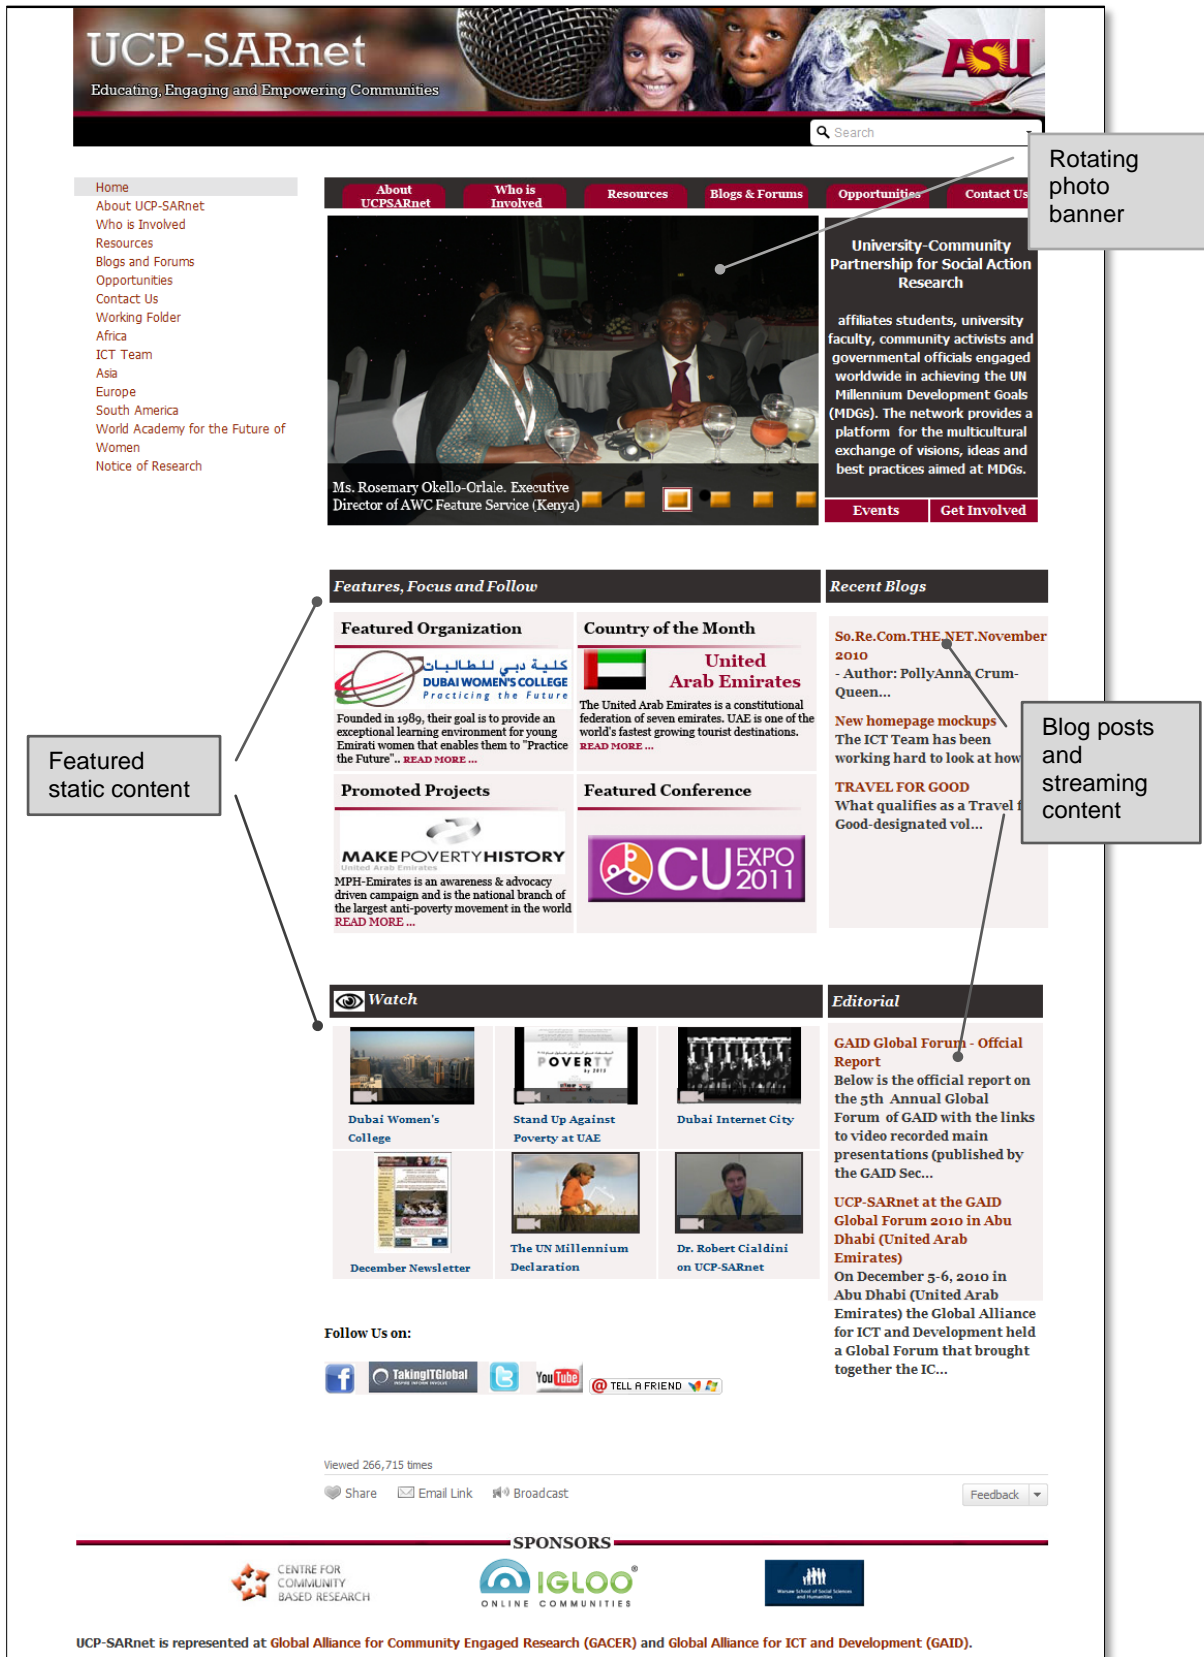 UCP-SARnet
Educating, Engaging and Empowering Communities
ASU
Search
Rotating
photo
banner
Home
About UCP-SARnet
Who is Involved
Resources
Blogs and Forums
Opportunities
Contact Us
Working Folder
Africa
ICT Team
Asia
Europe
South America
World Academy for the Future of
Women
Notice of Research
About
UCPSARnet
Who is
Involved
Resources
Blogs & Forums
Opportunities
Contact Us
University-Community
Partnership for Social Action
Research
affiliates students, university
faculty, community activists and
governmental officials engaged
worldwide in achieving the UN
Millennium Development Goals
(MDGs). The network provides a
platform for the multicultural
exchange of visions, ideas and
best practices aimed at MDGs.
Ms. Rosemary Okello-Orlale. Executive
Director of AWC Feature Service (Kenya)
Events
Get Involved
Features, Focus and Follow
Featured Organization
كلية دبي للطالبات
DUBAI WOMEN'S COLLEGE
Practicing the Future
Founded in 1989, their goal is to provide an
exceptional learning environment for young
Emirati women that enables them to "Practice
the Future".. READ MORE ...
Country of the Month
United
Arab Emirates
The United Arab Emirates is a constitutional
federation of seven emirates. UAE is one of the
world's fastest growing tourist destinations.
READ MORE ...
Promoted Projects
MAKEPOVERTYHISTORY
United Arab Emirates
MPH-Emirates is an awareness & advocacy
driven campaign and is the national branch of
the largest anti-poverty movement in the world
READ MORE ...
Featured Conference
CU EXPO
2011
Recent Blogs
So.Re.Com.THE.NET.November
2010
- Author: PollyAnna Crum-
Queen...
New homepage mockups
The ICT Team has been
working hard to look at how
TRAVEL FOR GOOD
What qualifies as a Travel f
Good-designated vol...
Featured
static content
Blog posts
and
streaming
content
Watch
POVERTY
by 2015
Dubai Women's
College
Stand Up Against
Poverty at UAE
Dubai Internet City
December Newsletter
The UN Millennium
Declaration
Dr. Robert Cialdini
on UCP-SARnet
Editorial
GAID Global Forum - Offcial
Report
Below is the official report on
the 5th Annual Global
Forum of GAID with the links
to video recorded main
presentations (published by
the GAID Sec...
UCP-SARnet at the GAID
Global Forum 2010 in Abu
Dhabi (United Arab
Emirates)
On December 5-6, 2010 in
Abu Dhabi (United Arab
Emirates) the Global Alliance
for ICT and Development held
a Global Forum that brought
together the IC...
Follow Us on:
TakingITGlobal
INSPIRE INFORM INVOLVE
YouTube
@ TELL A FRIEND
Viewed 266,715 times
Share
Email Link
Broadcast
Feedback
SPONSORS
CENTRE FOR
COMMUNITY
BASED RESEARCH
IGLOO®
ONLINE COMMUNITIES
Warsaw School of Social Sciences
and Humanities
UCP-SARnet is represented at Global Alliance for Community Engaged Research (GACER) and Global Alliance for ICT and Development (GAID).